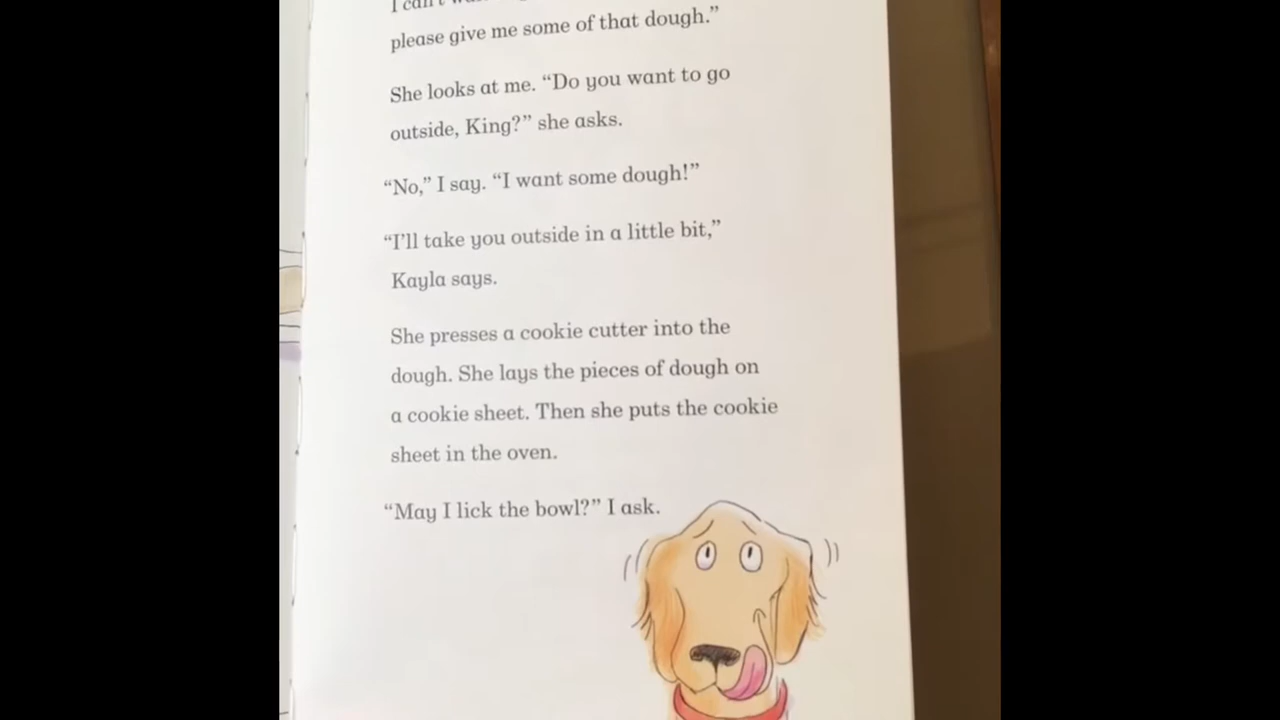 I can't
please give me some of that dough.”
She looks at me. “Do you want to go
outside, King?” she asks.
“No,” I say. “I want some dough!”
“I’ll take you outside in a little bit,”
Kayla says.
She presses a cookie cutter into the
dough. She lays the pieces of dough on
a cookie sheet. Then she puts the cookie
sheet in the oven.
“May I lick the bowl?” I ask.